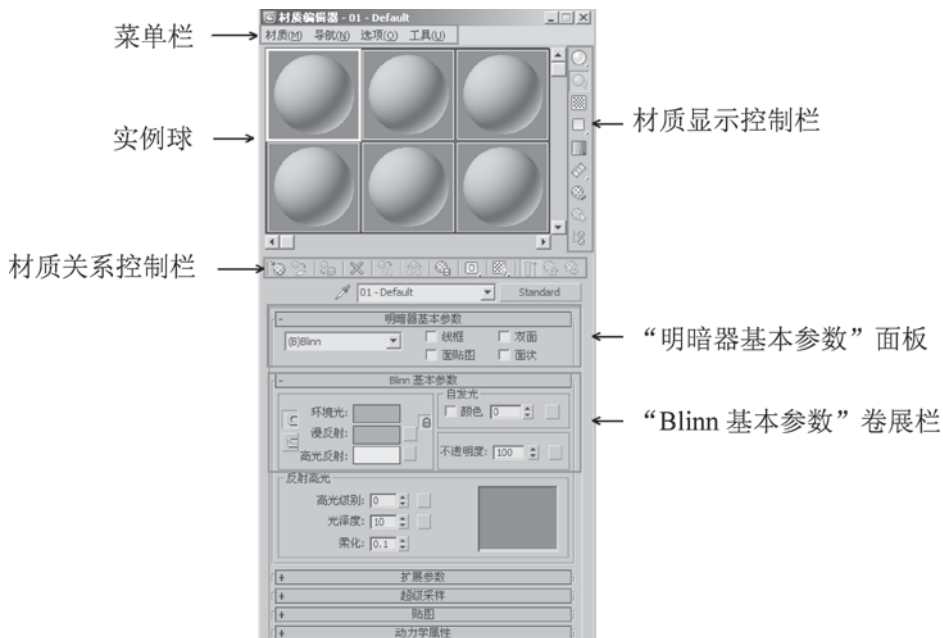 材质编辑器 - 01 - Default
菜单栏
材质(M) 导航(N) 选项(O) 工具(U)
材质显示控制栏
实例球
材质关系控制栏
01 - Default
Standard
明暗器基本参数
(B)Blinn
线框
双面
面贴图
面状
“明暗器基本参数”面板
Blinn 基本参数
自发光
环境光:
颜色 0
漫反射:
“Blinn 基本参数”卷展栏
不透明度: 100
高光反射:
反射高光
高光级别: 0
光泽度: 10
柔化: 0.1
扩展参数
超级采样
贴图
动力学属性